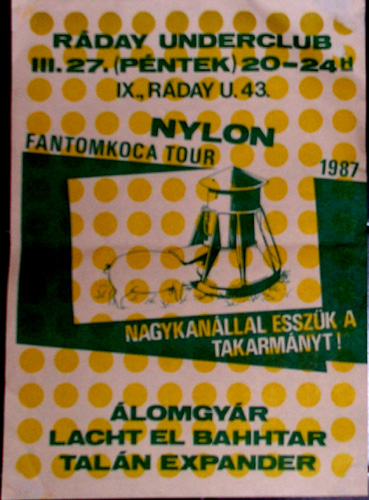 RÁDAY UNDERCLUB
III. 27. (PÉNTEK) 20-24ʰ
IX., RÁDAY U. 43.
NYLON
FANTOMKOCA TOUR
1987
NAGYKANÁLLAL ESSZÜK A
TAKARMÁNYT!
ÁLOMGYÁR
LACHT EL BAHHTAR
TALÁN EXPANDER